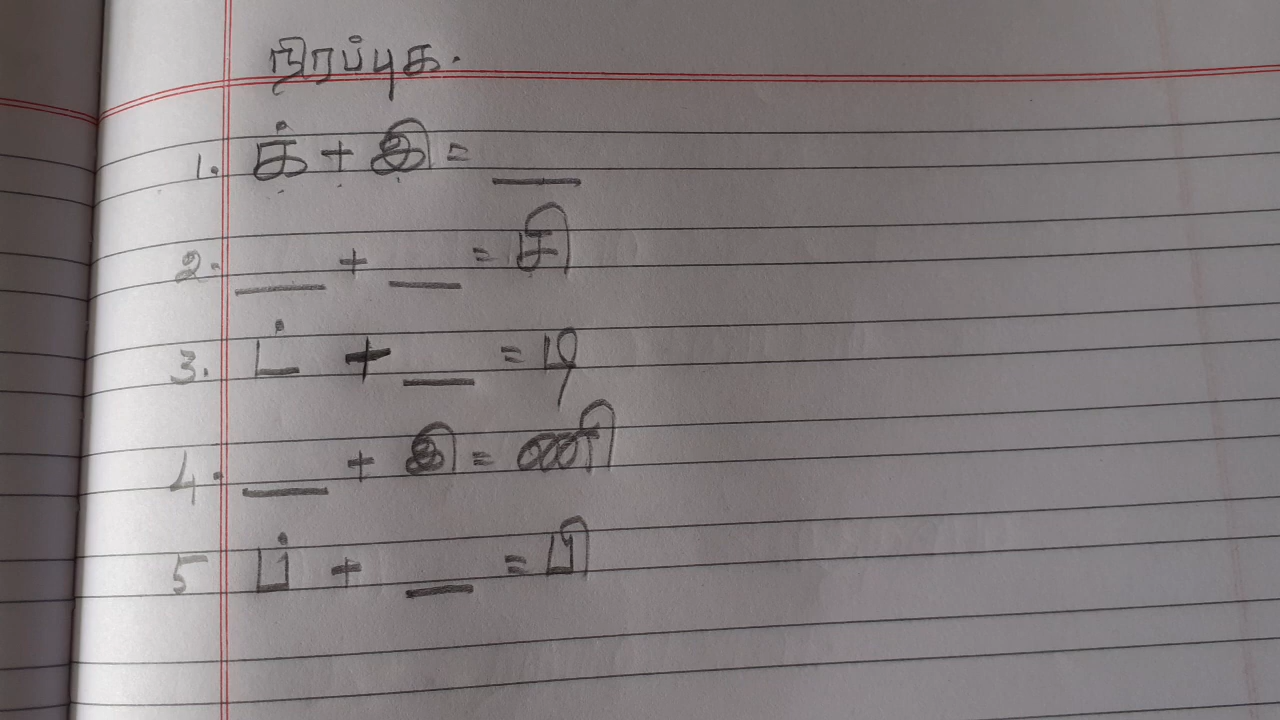 நிரப்புக.
1. க் + இ = ___
2. ___ + ___ = சி
3. ட் + ___ = டி
4. ___ + இ = ணி
5 ப் + ___ = பி